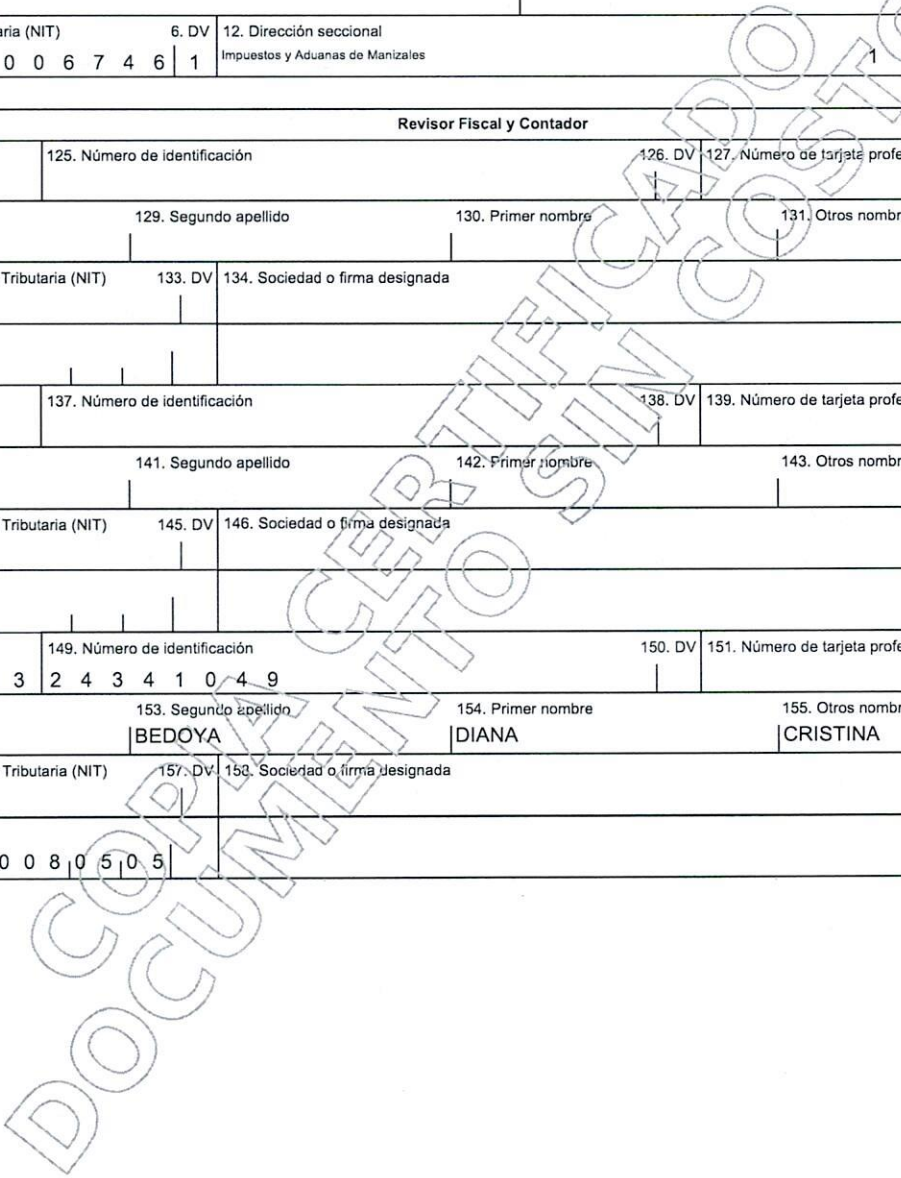 aria (NIT) 6. DV 12. Dirección seccional
0 0 6 7 4 6 1 Impuestos y Aduanas de Manizales 1
Revisor Fiscal y Contador
125. Número de identificación 126. DV 127. Número de tarjeta profe
129. Segundo apellido 130. Primer nombre 131. Otros nombr
Tributaria (NIT) 133. DV 134. Sociedad o firma designada
137. Número de identificación 138. DV 139. Número de tarjeta profe
141. Segundo apellido 142. Primer nombre 143. Otros nombr
Tributaria (NIT) 145. DV 146. Sociedad o firma designada
149. Número de identificación 150. DV 151. Número de tarjeta profe
3 2 4 3 4 1 0 4 9
153. Segundo apellido 154. Primer nombre 155. Otros nombr
BEDOYA DIANA CRISTINA
Tributaria (NIT) 157. DV 158. Sociedad o firma designada
0 0 8 0 5 0 5
COPIA CERTIFICADO
DOCUMENTO SIN COSTO